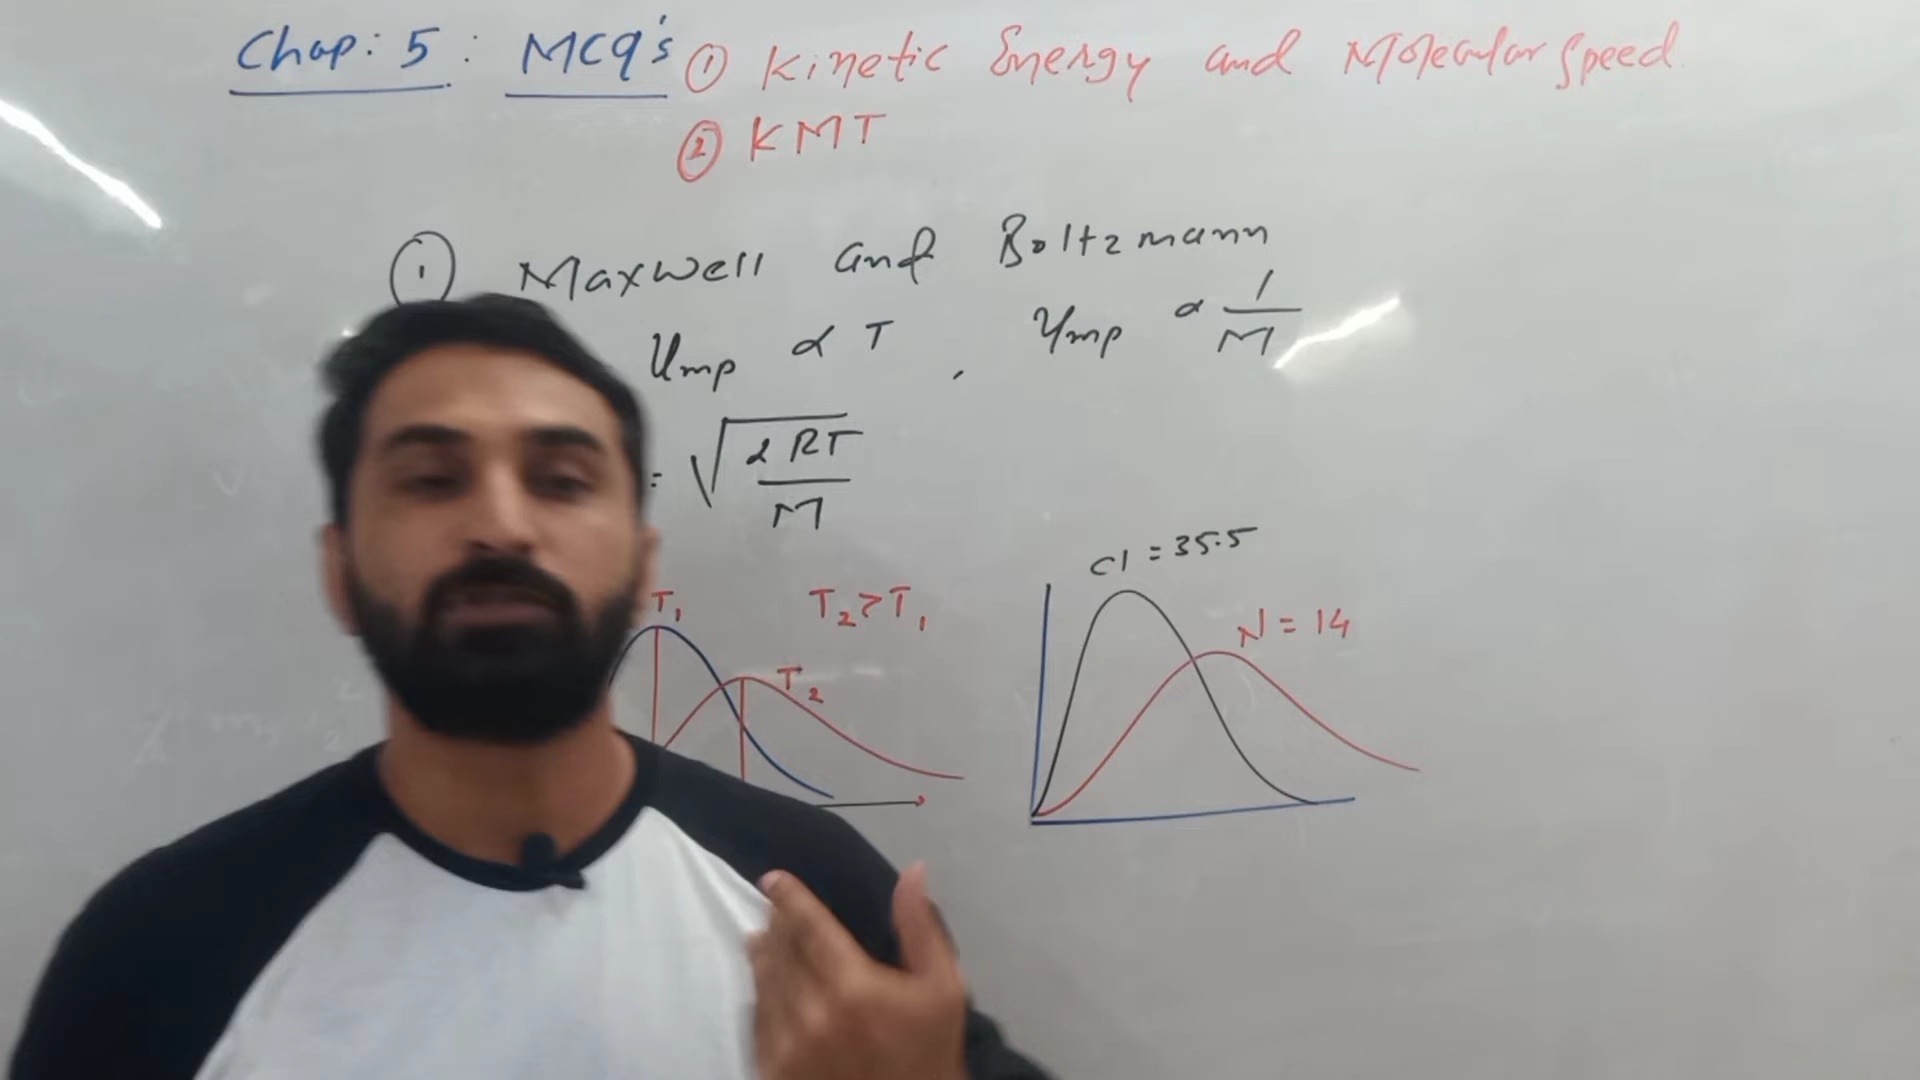 Chap: 5: MCQ's ① Kinetic Energy and Molecular Speed.
② KMT
① Maxwell and Boltzmann
Ump ∝ T , Ump ∝ 1/M
= √(2RT/M)
T₁ T₂>T₁
T₂
Cl = 35.5
N = 14